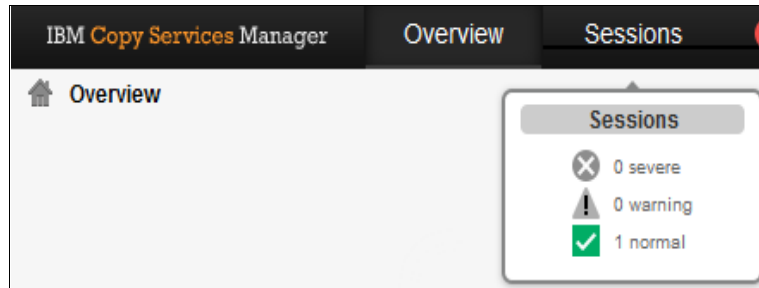 IBM Copy Services Manager Overview Sessions
Overview
Sessions
0 severe
0 warning
1 normal